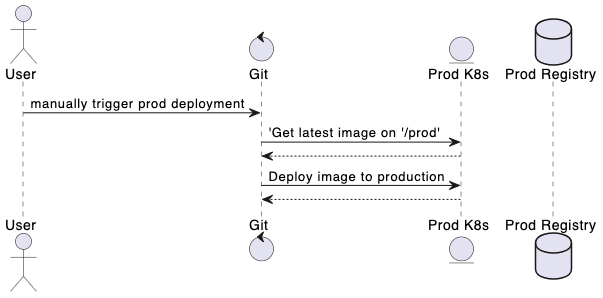 User
Git
Prod K8s
Prod Registry
manually trigger prod deployment
'Get latest image on '/prod'
Deploy image to production
User
Git
Prod K8s
Prod Registry